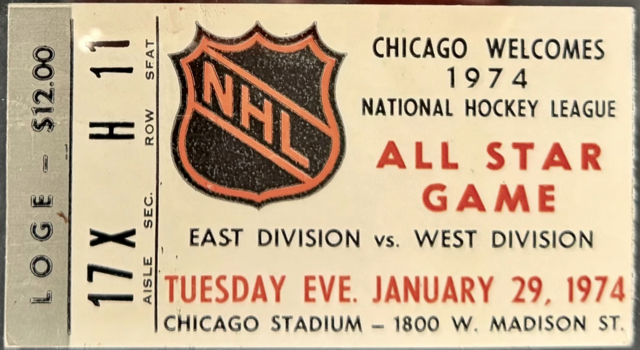 LOGE - $12.00
17X H 11
AISLE SEC. ROW SEAT
NHL
CHICAGO WELCOMES
1974
NATIONAL HOCKEY LEAGUE
ALL STAR
GAME
EAST DIVISION vs. WEST DIVISION
TUESDAY EVE. JANUARY 29, 1974
CHICAGO STADIUM - 1800 W. MADISON ST.